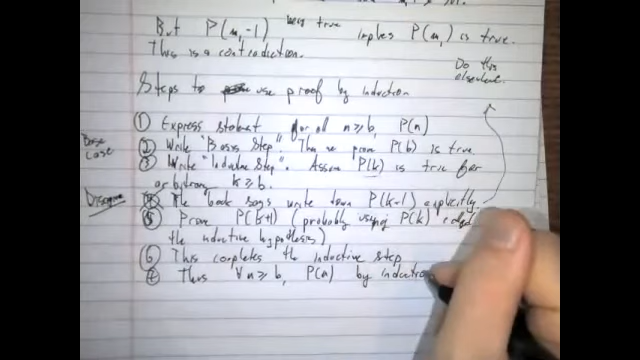 But P(m,-1) being true implies P(m,) is true.
This is a contradiction.
Do this
elsewhere.
Steps to use proof by induction
① Express statement for all n ≥ b, P(n)
Base
case
② Write "Basis Step" Then we prove P(b) is true
③ Write "Inductive Step". Assume P(k) is true for
arbitrary k ≥ b.
④ The book says write down P(k+1) explicitly
⑤ Prove P(k+1) (probably using P(k)
the inductive hypothesis)
⑥ This completes the inductive step
⑦ Thus ∀ n ≥ b, P(n) by induction